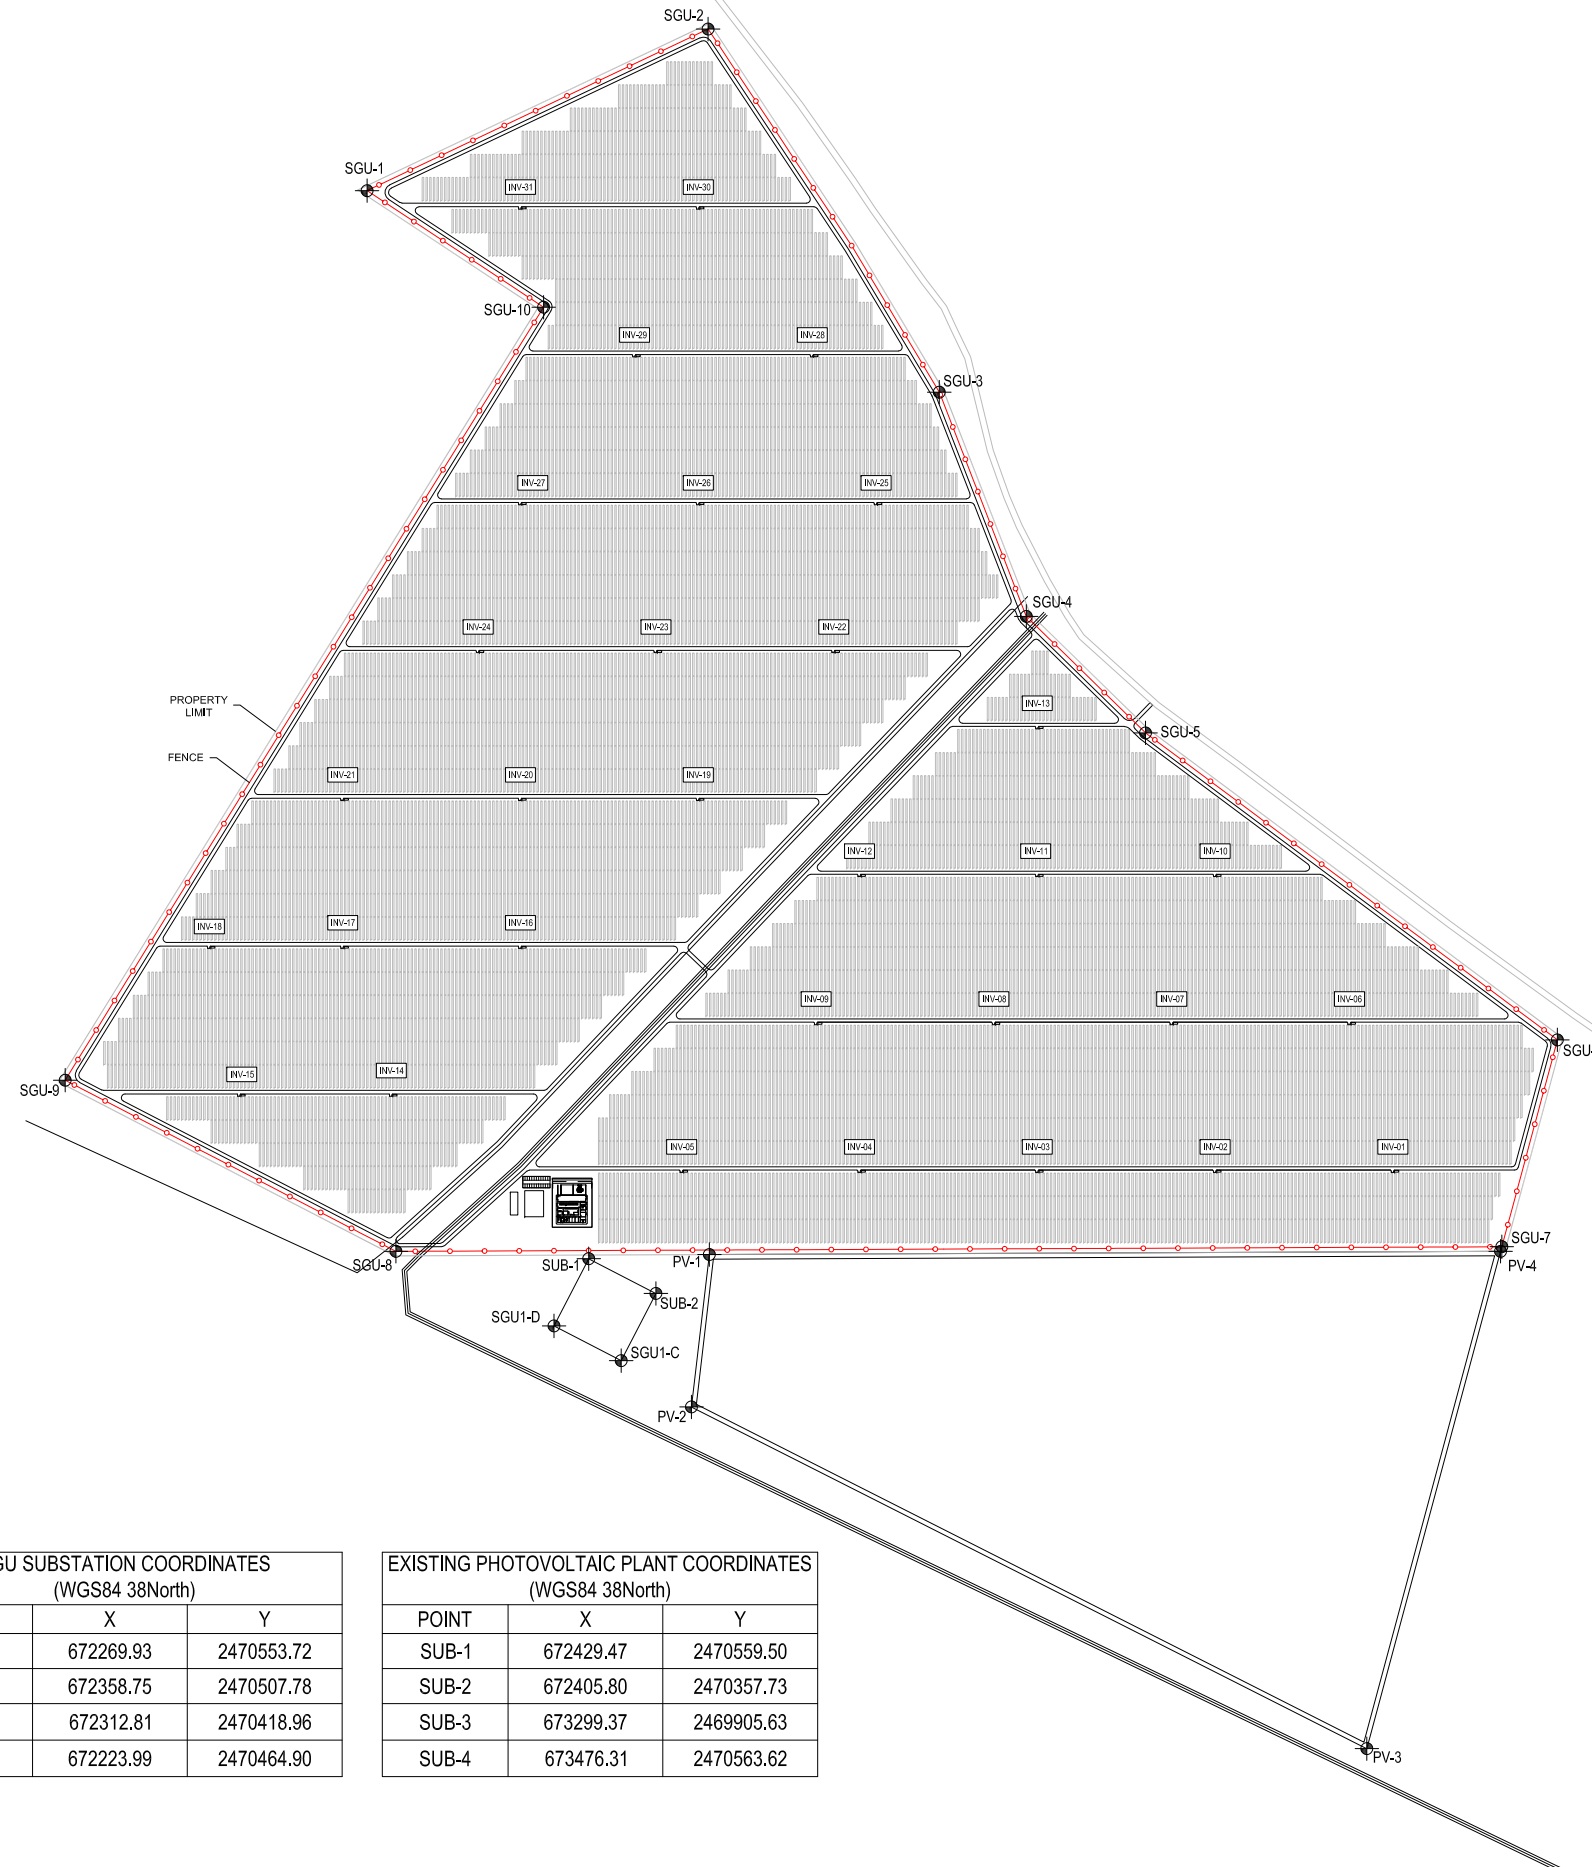 SGU-2
SGU-1
INV-31
INV-30
SGU-10
INV-29
INV-28
SGU-3
INV-27
INV-26
INV-25
SGU-4
INV-24
INV-23
INV-22
PROPERTY
LIMIT
INV-13
SGU-5
FENCE
INV-21
INV-20
INV-19
INV-12
INV-11
INV-10
INV-18
INV-17
INV-16
INV-09
INV-08
INV-07
INV-06
SGU-
SGU-9
INV-15
INV-14
INV-05
INV-04
INV-03
INV-02
INV-01
SGU-7
SGU-8
SUB-1
PV-1
PV-4
SUB-2
SGU1-D
SGU1-C
PV-2
PV-3
GU SUBSTATION COORDINATES
(WGS84 38North)
X Y
672269.93 2470553.72
672358.75 2470507.78
672312.81 2470418.96
672223.99 2470464.90
EXISTING PHOTOVOLTAIC PLANT COORDINATES
(WGS84 38North)
POINT X Y
SUB-1 672429.47 2470559.50
SUB-2 672405.80 2470357.73
SUB-3 673299.37 2469905.63
SUB-4 673476.31 2470563.62